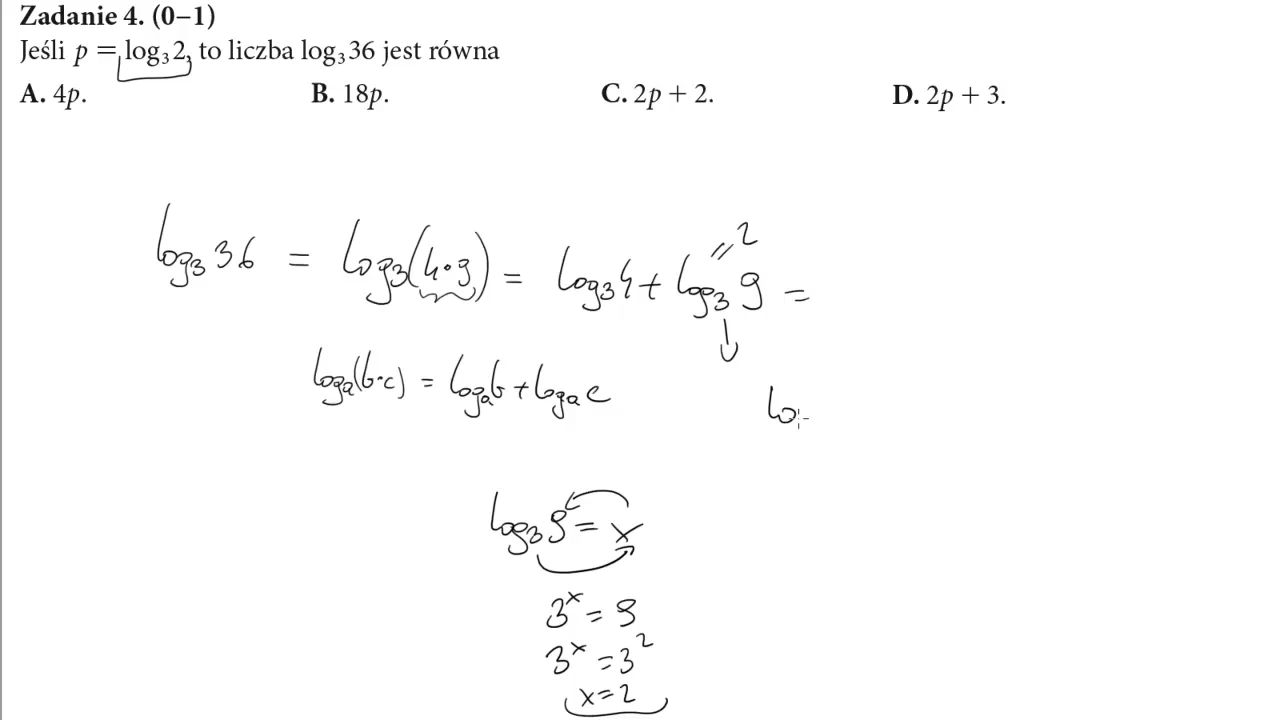 Zadanie 4. (0–1)
Jeśli p = log₃2, to liczba log₃36 jest równa
A. 4p. B. 18p. C. 2p + 2. D. 2p + 3.
2
log₃36 = log₃(4·9) = log₃4 + log₃9 =
logₐ(b·c) = logₐb + logₐc
lo
log₃9 = x
3ˣ = 9
3ˣ = 3²
x = 2